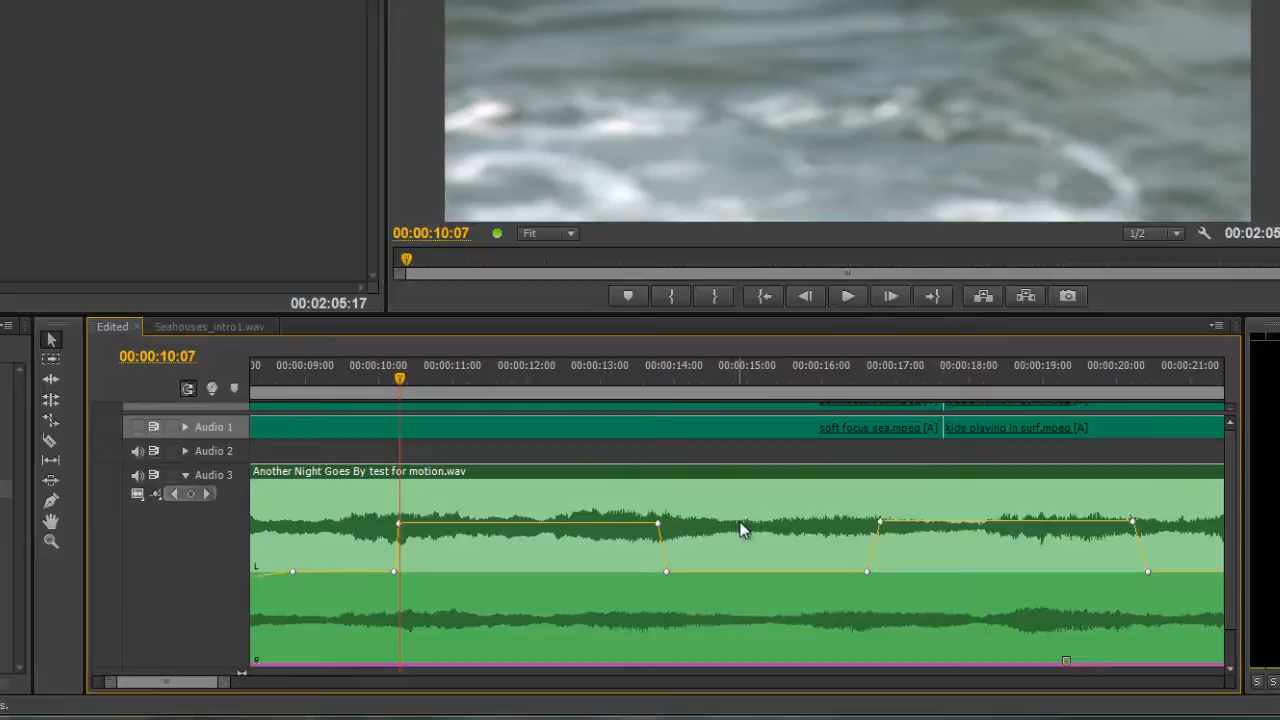 00:00:10:07
Fit
1/2
00:02:05
00:02:05:17
Edited
Seahouses_intro1.wav
00:00:10:07
00
00:00:09:00
00:00:10:00
00:00:11:00
00:00:12:00
00:00:13:00
00:00:14:00
00:00:15:00
00:00:16:00
00:00:17:00
00:00:18:00
00:00:19:00
00:00:20:00
00:00:21:00
Audio 1
soft focus sea.mpeg [A]
kids playing in surf.mpeg [A]
Audio 2
Audio 3
Another Night Goes By test for motion.wav
L
R
S
S
s.